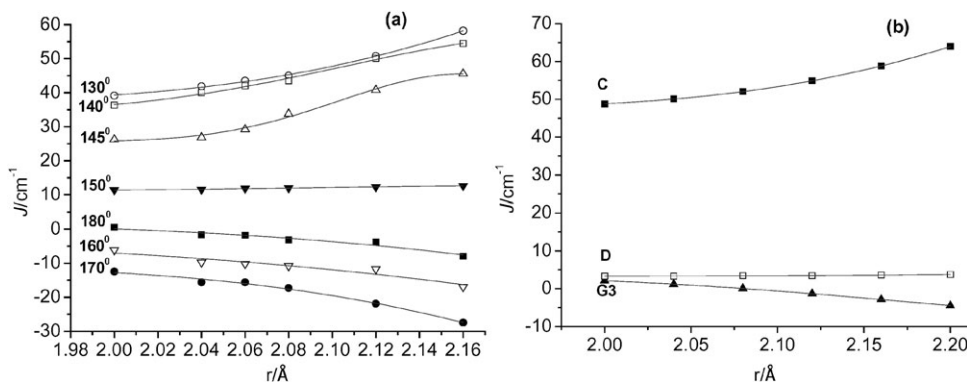 (a)
60
50
40
30
20
10
0
-10
-20
-30
J/cm-1
130⁰
140⁰
145⁰
150⁰
180⁰
160⁰
170⁰
1.98 2.00 2.02 2.04 2.06 2.08 2.10 2.12 2.14 2.16
r/Å
(b)
70
60
50
40
30
20
10
0
-10
J/cm-1
C
D
G3
2.00 2.05 2.10 2.15 2.20
r/Å